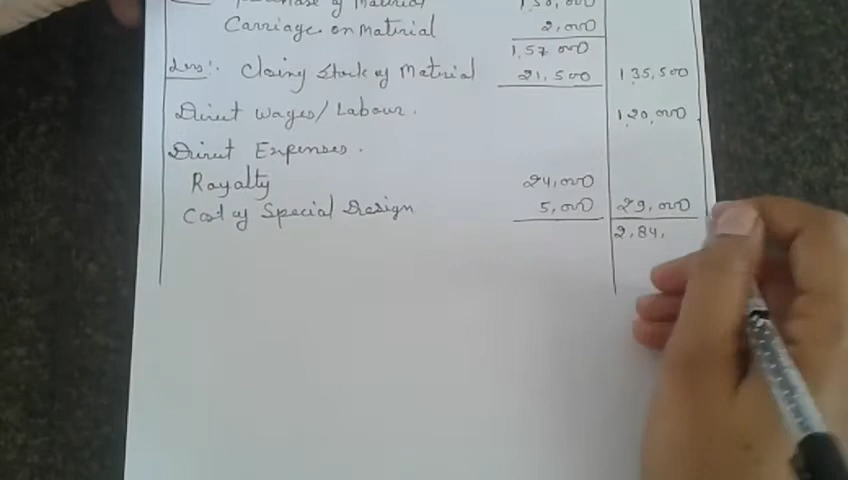 Carriage on Material 2,000
1,57,000
Less:- Closing Stock of Material 21,500 1,35,500
Direct Wages/Labour. 1,20,000
Direct Expenses.
Royalty 24,000
Cost of Special Design 5,000 29,000
2,84,